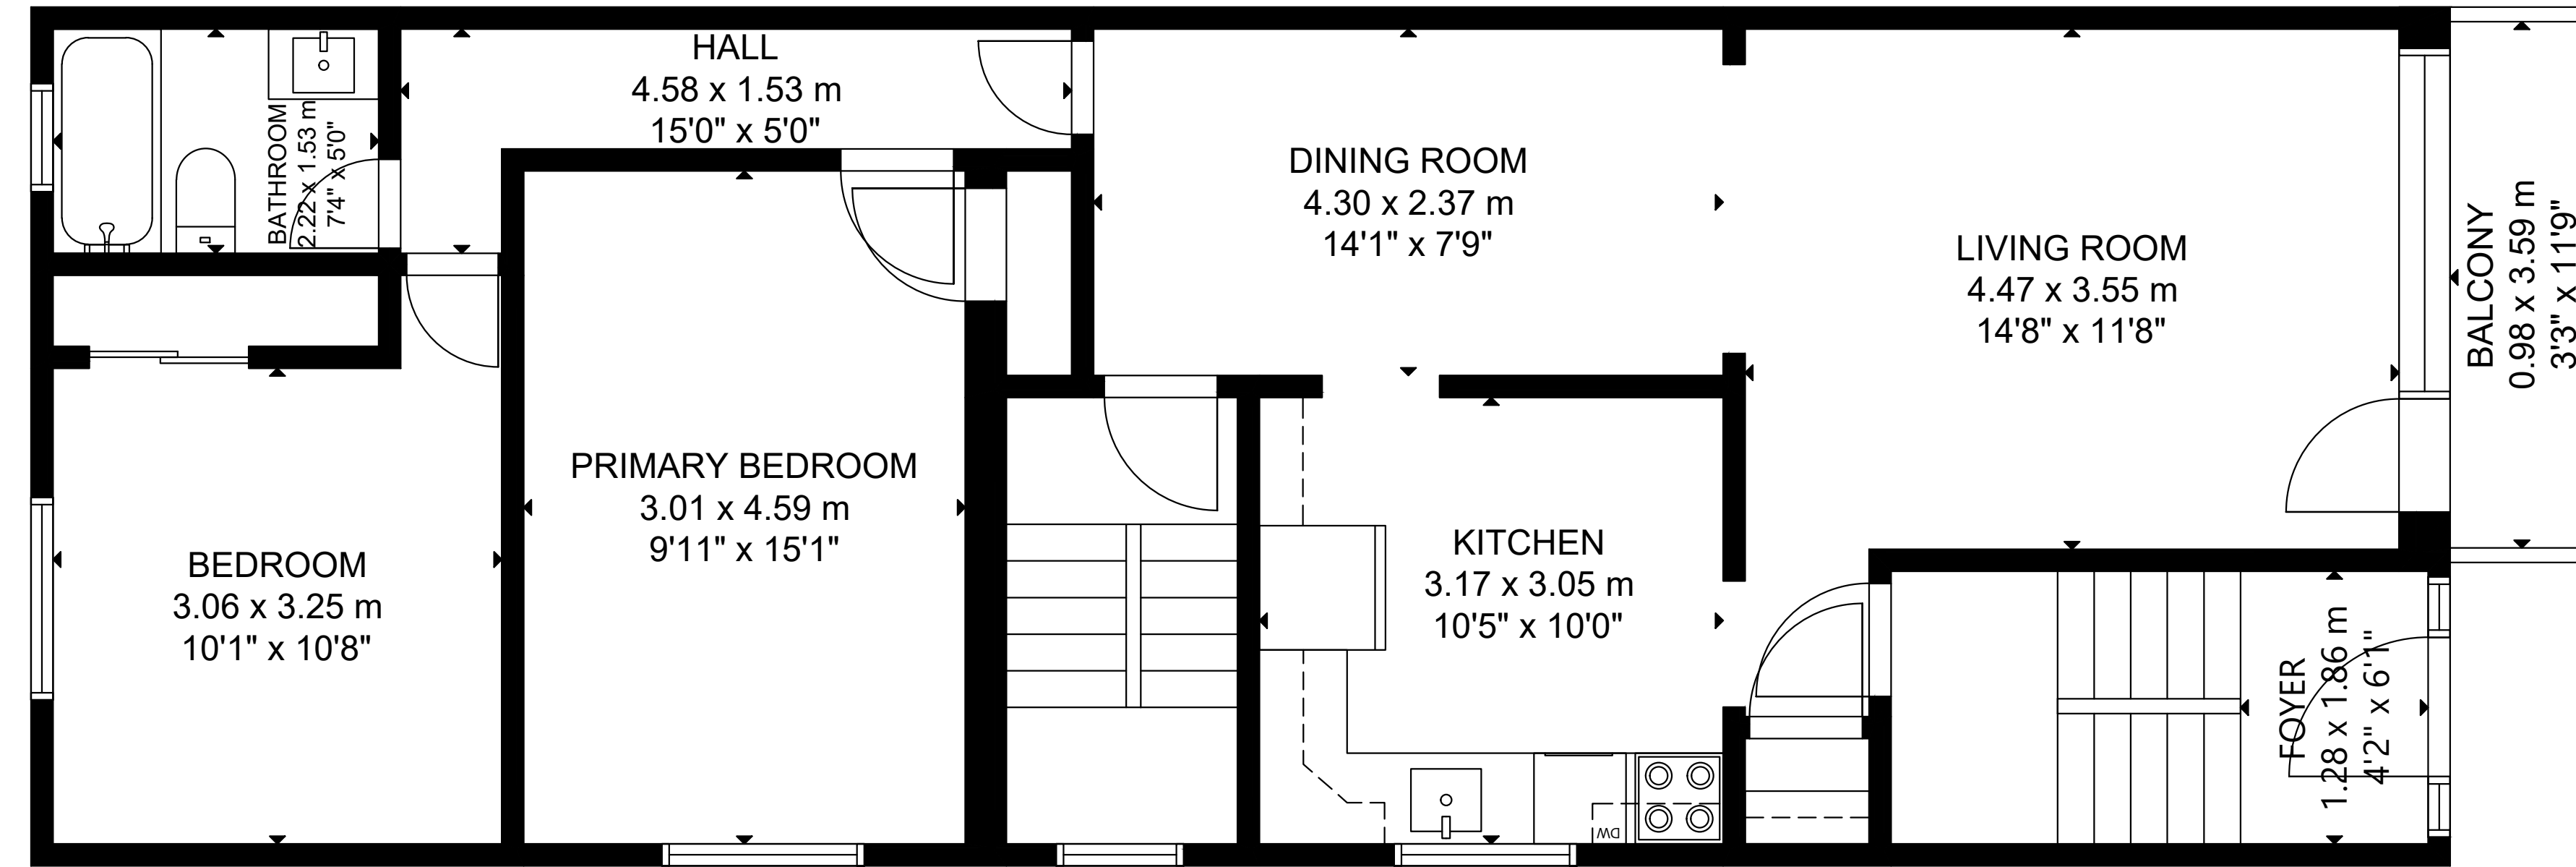 HALL
4.58 x 1.53 m
15'0" x 5'0"
BATHROOM
2.22 x 1.53 m
7'4" x 5'0"
DINING ROOM
4.30 x 2.37 m
14'1" x 7'9"
LIVING ROOM
4.47 x 3.55 m
14'8" x 11'8"
BALCONY
0.98 x 3.59 m
3'3" x 11'9"
PRIMARY BEDROOM
3.01 x 4.59 m
9'11" x 15'1"
BEDROOM
3.06 x 3.25 m
10'1" x 10'8"
KITCHEN
3.17 x 3.05 m
10'5" x 10'0"
FOYER
1.28 x 1.86 m
4'2" x 6'1"
DW